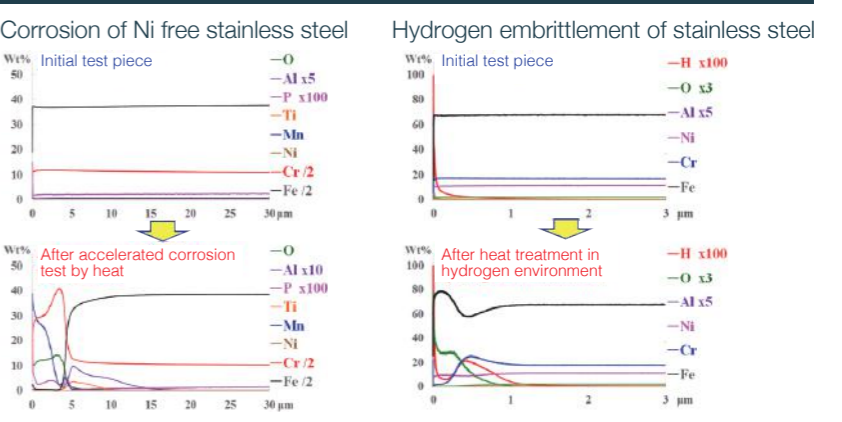 Corrosion of Ni free stainless steel
Wt%
Initial test piece
50
40
30
20
10
0
0 5 10 15 20 25 30 µm
—O
—Al x5
—P x100
—Ti
—Mn
—Ni
—Cr /2
—Fe /2
Wt%
After accelerated corrosion
test by heat
50
40
30
20
10
0
0 5 10 15 20 25 30 µm
—O
—Al x10
—P x100
—Ti
—Mn
—Ni
—Cr /2
—Fe /2
Hydrogen embrittlement of stainless steel
Wt%
Initial test piece
100
80
60
40
20
0
0 1 2 3 µm
—H x100
—O x3
—Al x5
—Ni
—Cr
—Fe
Wt%
After heat treatment in
hydrogen environment
100
80
60
40
20
0
0 1 2 3 µm
—H x100
—O x3
—Al x5
—Ni
—Cr
—Fe